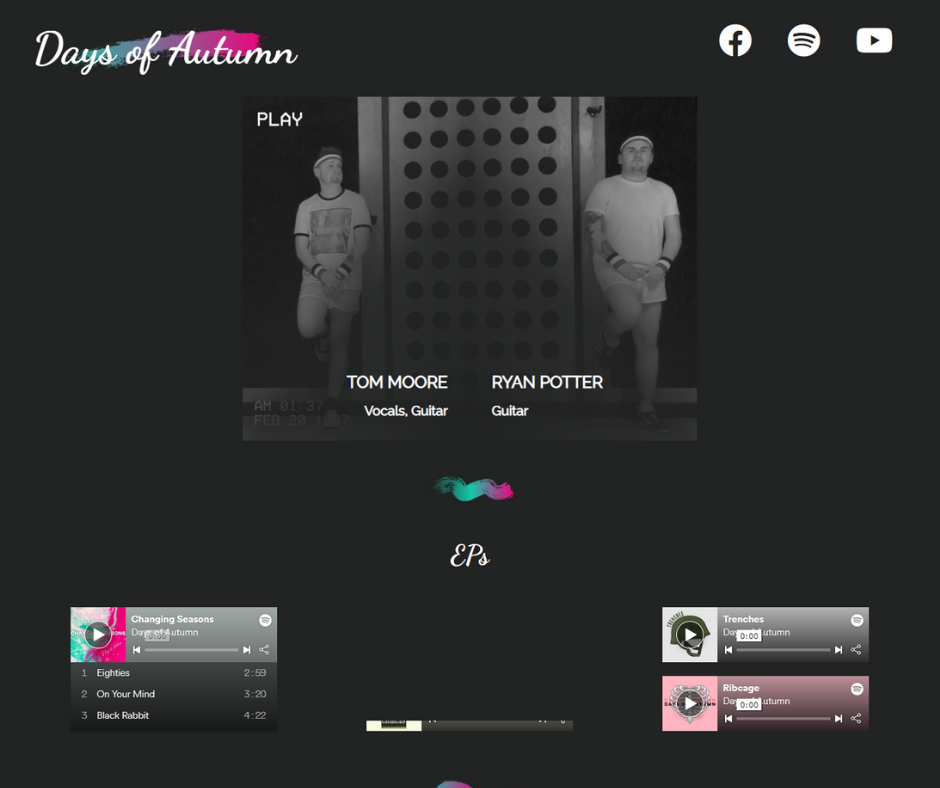 Days of Autumn
PLAY
TOM MOORE
Vocals, Guitar
RYAN POTTER
Guitar
AM 01:37
FEB 20 1987
EPs
Changing Seasons
Days of Autumn
0:00
1 Eighties 2:59
2 On Your Mind 3:20
3 Black Rabbit 4:22
Trenches
Days of Autumn
0:00
Ribcage
Days of Autumn
0:00